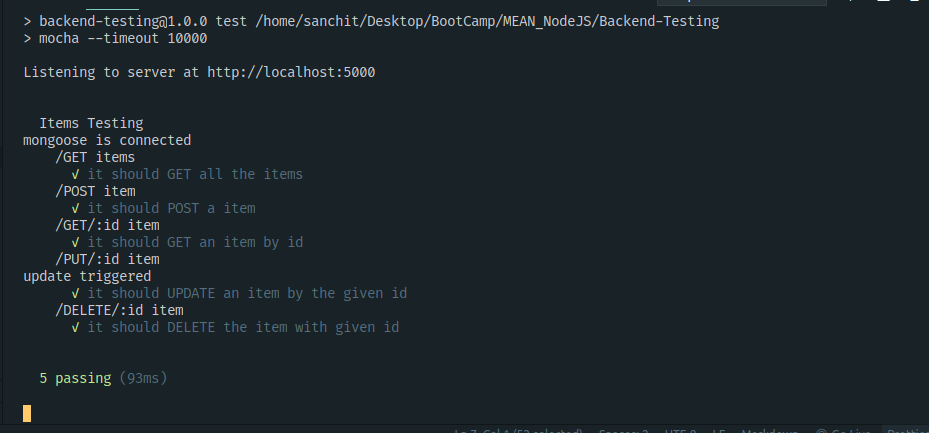 > backend-testing@1.0.0 test /home/sanchit/Desktop/BootCamp/MEAN_NodeJS/Backend-Testing
> mocha --timeout 10000
Listening to server at http://localhost:5000
Items Testing
mongoose is connected
/GET items
√ it should GET all the items
/POST item
√ it should POST a item
/GET/:id item
√ it should GET an item by id
/PUT/:id item
update triggered
√ it should UPDATE an item by the given id
/DELETE/:id item
√ it should DELETE the item with given id
5 passing (93ms)